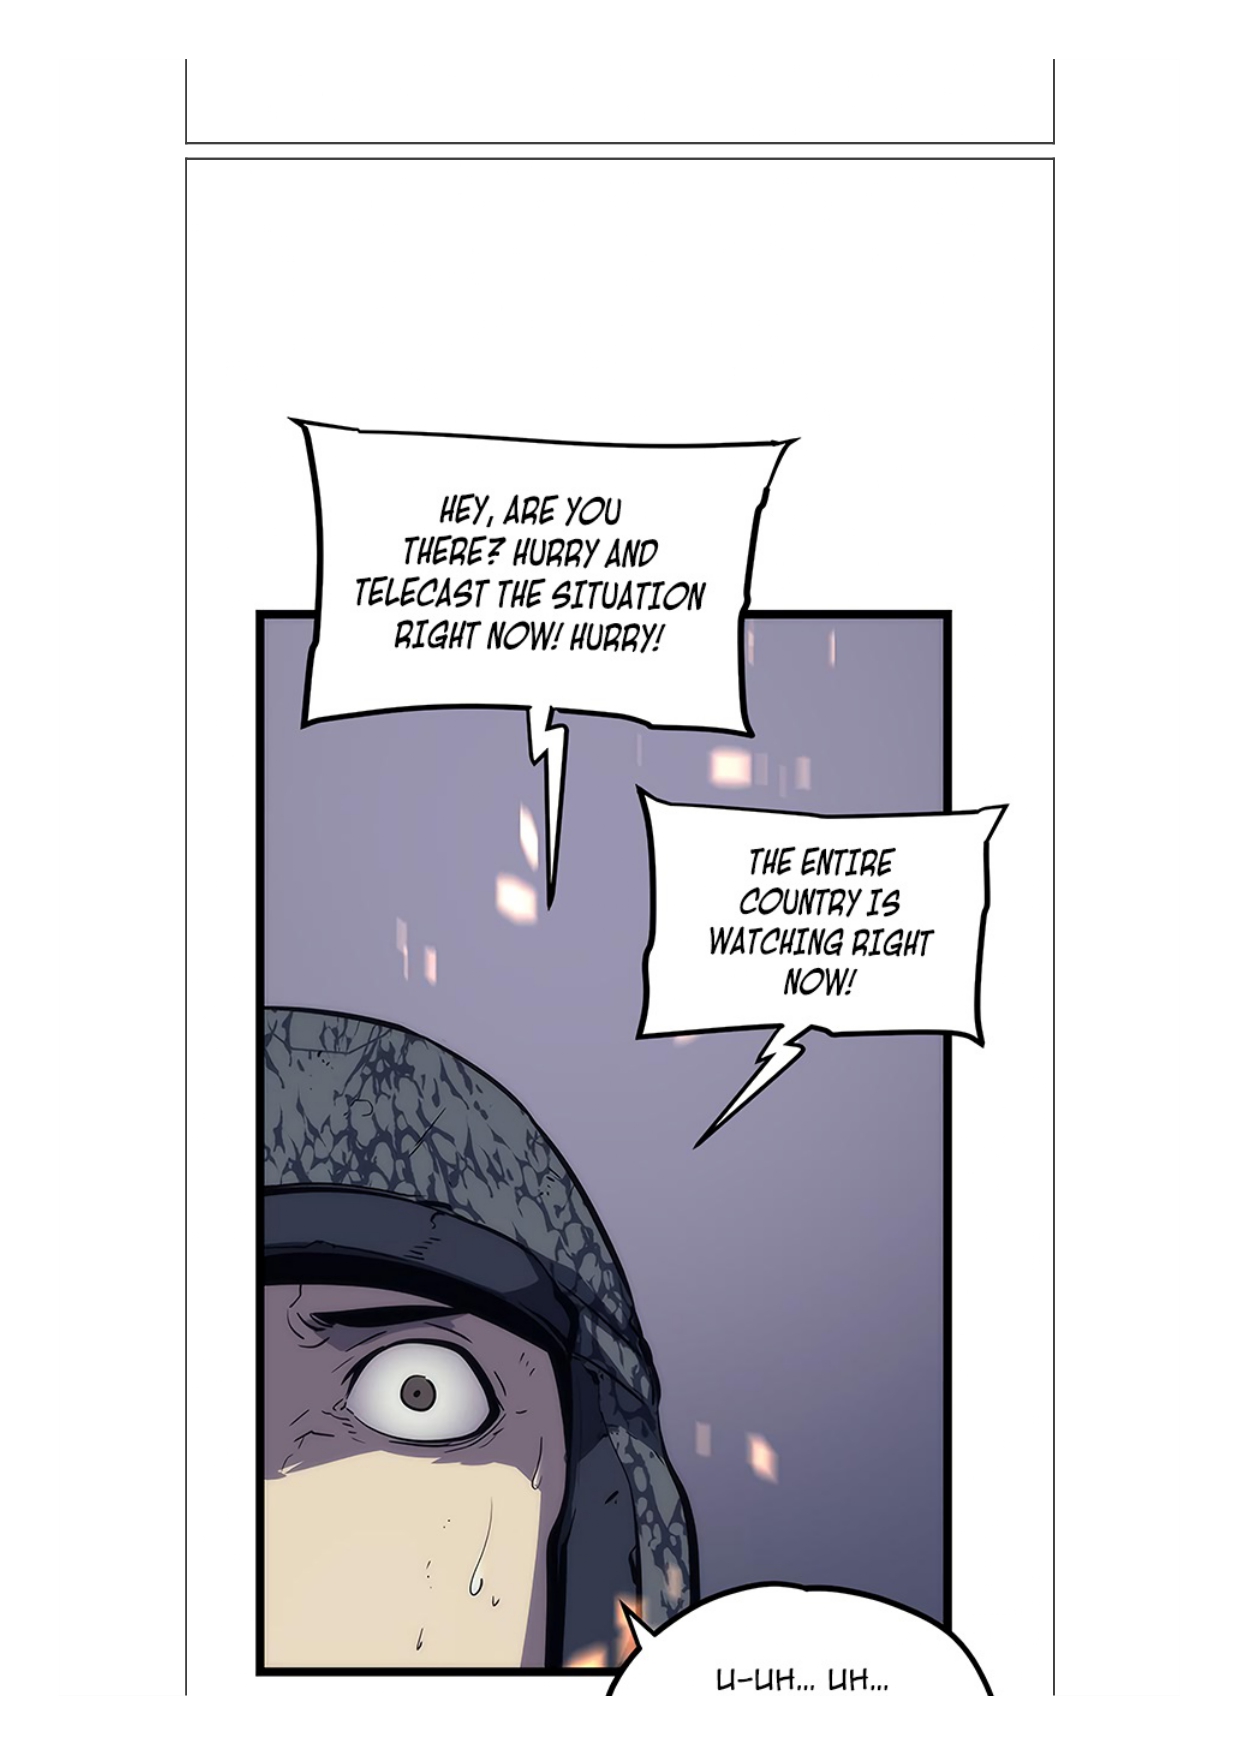 HEY, ARE YOU
THERE? HURRY AND
TELECAST THE SITUATION
RIGHT NOW! HURRY!
THE ENTIRE
COUNTRY IS
WATCHING RIGHT
NOW!
U-UH... UH...